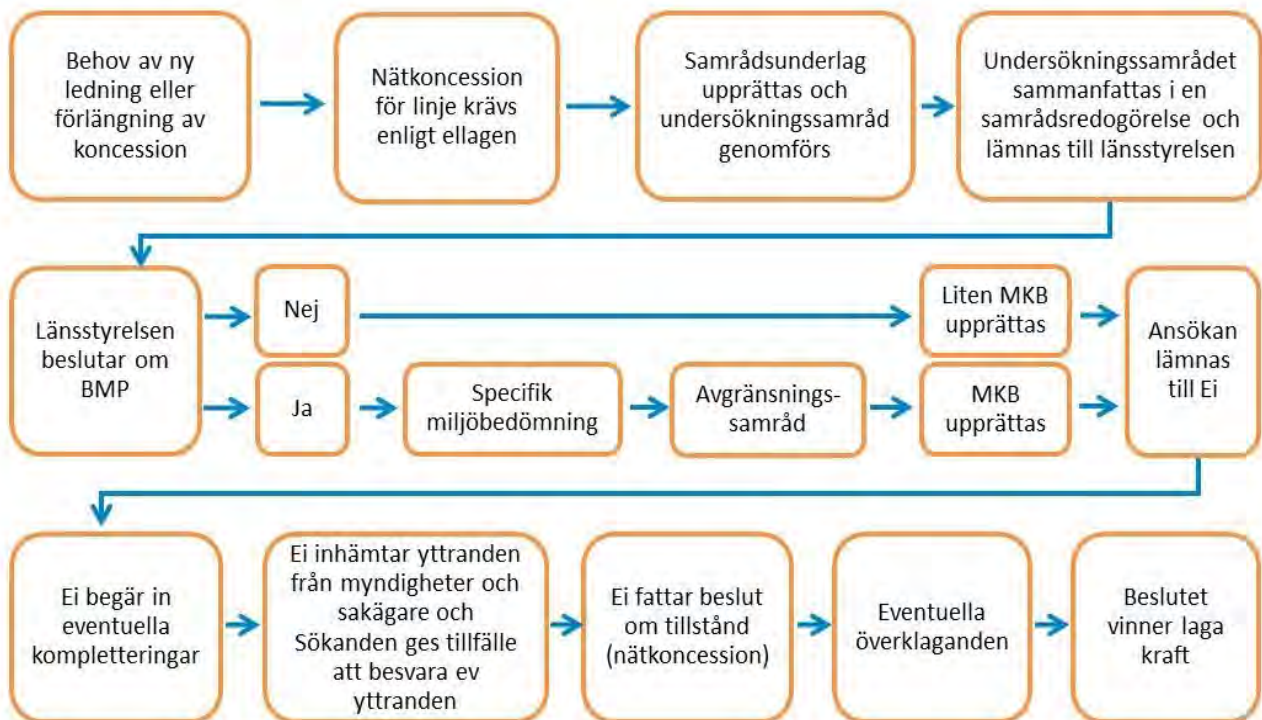 Behov av ny
ledning eller
förlängning av
koncession
Nätkoncession
för linje krävs
enligt ellagen
Samrådsunderlag
upprättas och
undersökningssamråd
genomförs
Undersökningssamrådet
sammanfattas i en
samrådsredogörelse och
lämnas till länsstyrelsen
Länsstyrelsen
beslutar om
BMP
Nej
Liten MKB
upprättas
Ja
Specifik
miljöbedömning
Avgränsnings-
samråd
MKB
upprättas
Ansökan
lämnas
till Ei
Ei begär in
eventuella
kompletteringar
Ei inhämtar yttranden
från myndigheter och
sakägare och
Sökanden ges tillfälle
att besvara ev
yttranden
Ei fattar beslut
om tillstånd
(nätkoncession)
Eventuella
överklaganden
Beslutet
vinner laga
kraft